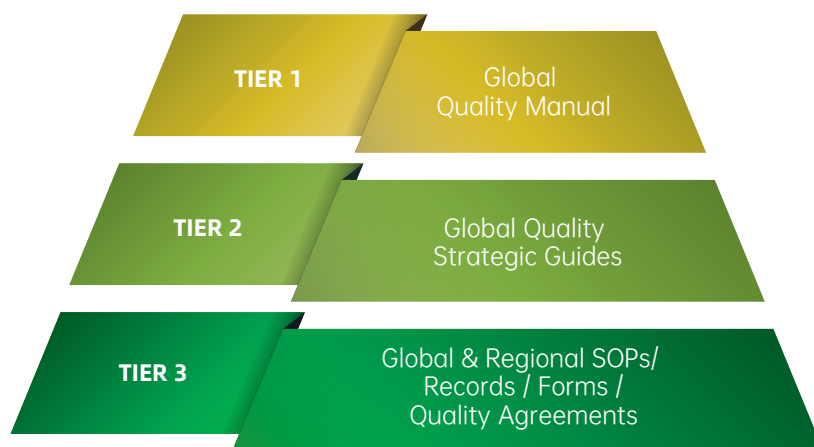 TIER 1
Global
Quality Manual
TIER 2
Global Quality
Strategic Guides
TIER 3
Global & Regional SOPs/
Records / Forms /
Quality Agreements